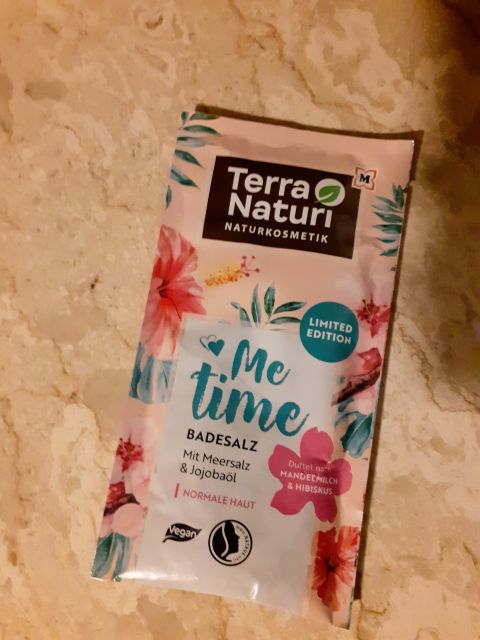 M
Terra
Naturi
NATURKOSMETIK
LIMITED
EDITION
Me
time
BADESALZ
Mit Meersalz
& Jojobaöl
NORMALE HAUT
Duftet nach
MANDELMILCH
& HIBISKUS
Vegan